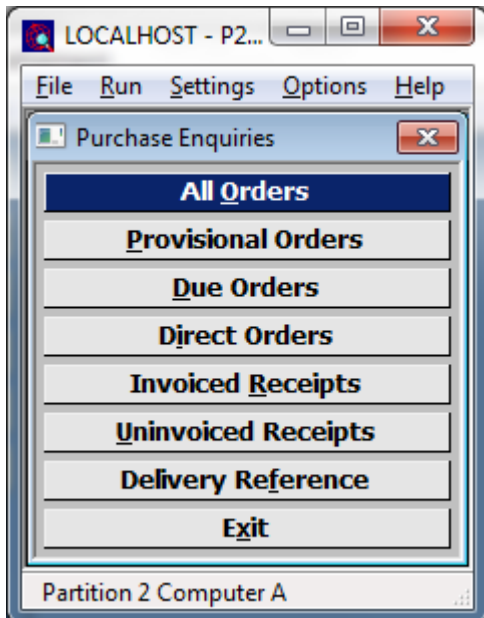 LOCALHOST - P2...
File Run Settings Options Help
Purchase Enquiries
All Orders
Provisional Orders
Due Orders
Direct Orders
Invoiced Receipts
Uninvoiced Receipts
Delivery Reference
Exit
Partition 2 Computer A